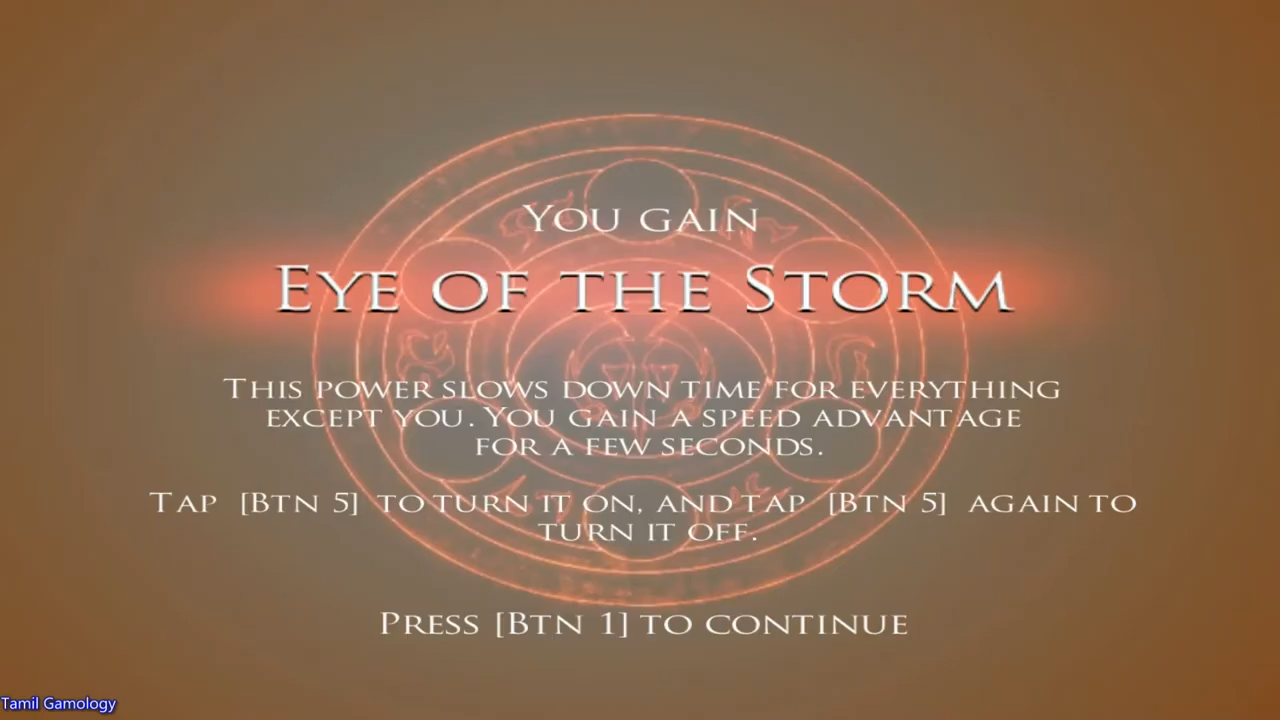 You gain
Eye of the Storm
This power slows down time for everything
except you. You gain a speed advantage
for a few seconds.
Tap [Btn 5] to turn it on, and tap [Btn 5] again to
turn it off.
Press [Btn 1] to continue
Tamil Gamology